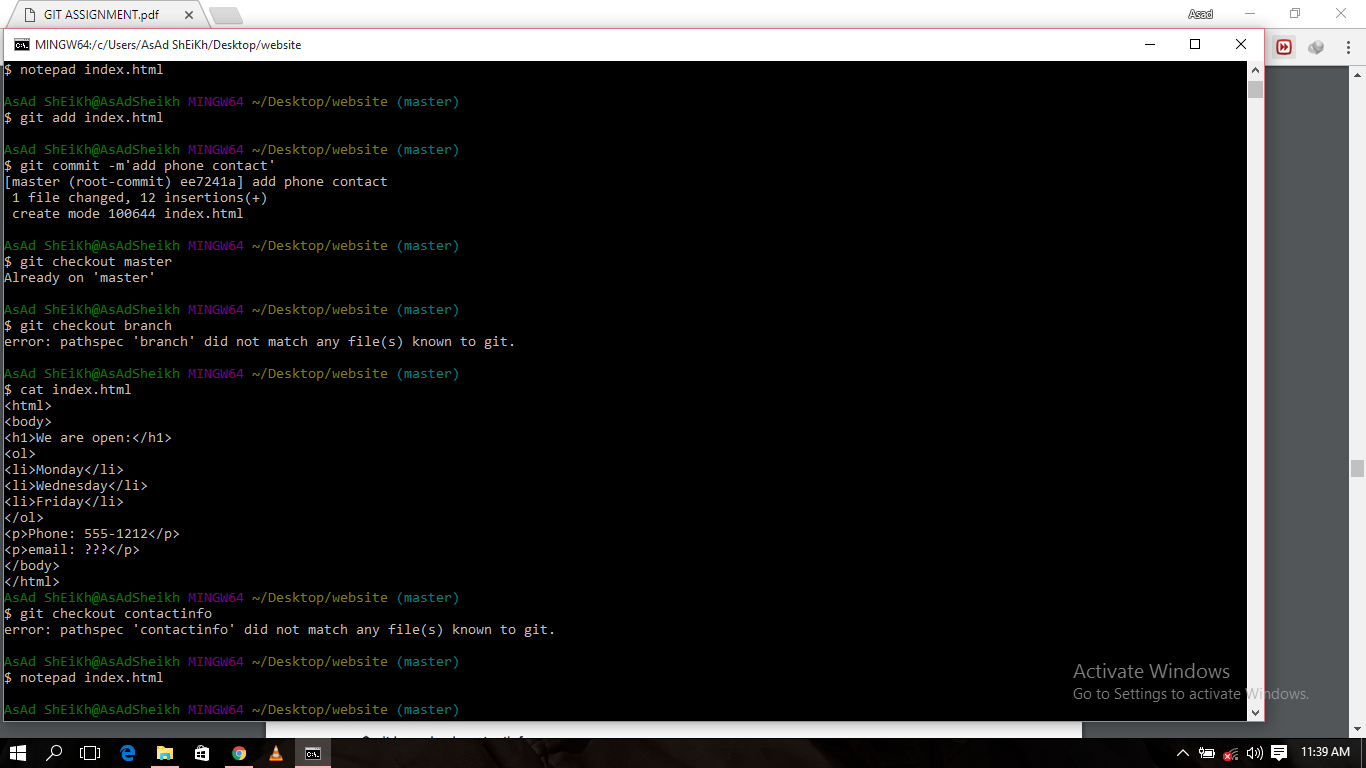 GIT ASSIGNMENT.pdf
Asad
MINGW64:/c/Users/AsAd ShEiKh/Desktop/website
$ notepad index.html
AsAd ShEiKh@AsAdSheikh MINGW64 ~/Desktop/website (master)
$ git add index.html
AsAd ShEiKh@AsAdSheikh MINGW64 ~/Desktop/website (master)
$ git commit -m'add phone contact'
[master (root-commit) ee7241a] add phone contact
1 file changed, 12 insertions(+)
create mode 100644 index.html
AsAd ShEiKh@AsAdSheikh MINGW64 ~/Desktop/website (master)
$ git checkout master
Already on 'master'
AsAd ShEiKh@AsAdSheikh MINGW64 ~/Desktop/website (master)
$ git checkout branch
error: pathspec 'branch' did not match any file(s) known to git.
AsAd ShEiKh@AsAdSheikh MINGW64 ~/Desktop/website (master)
$ cat index.html
<html>
<body>
<h1>We are open:</h1>
<ol>
<li>Monday</li>
<li>Wednesday</li>
<li>Friday</li>
</ol>
<p>Phone: 555-1212</p>
<p>email: ???</p>
</body>
</html>
AsAd ShEiKh@AsAdSheikh MINGW64 ~/Desktop/website (master)
$ git checkout contactinfo
error: pathspec 'contactinfo' did not match any file(s) known to git.
AsAd ShEiKh@AsAdSheikh MINGW64 ~/Desktop/website (master)
$ notepad index.html
AsAd ShEiKh@AsAdSheikh MINGW64 ~/Desktop/website (master)
Activate Windows
Go to Settings to activate Windows.
11:39 AM